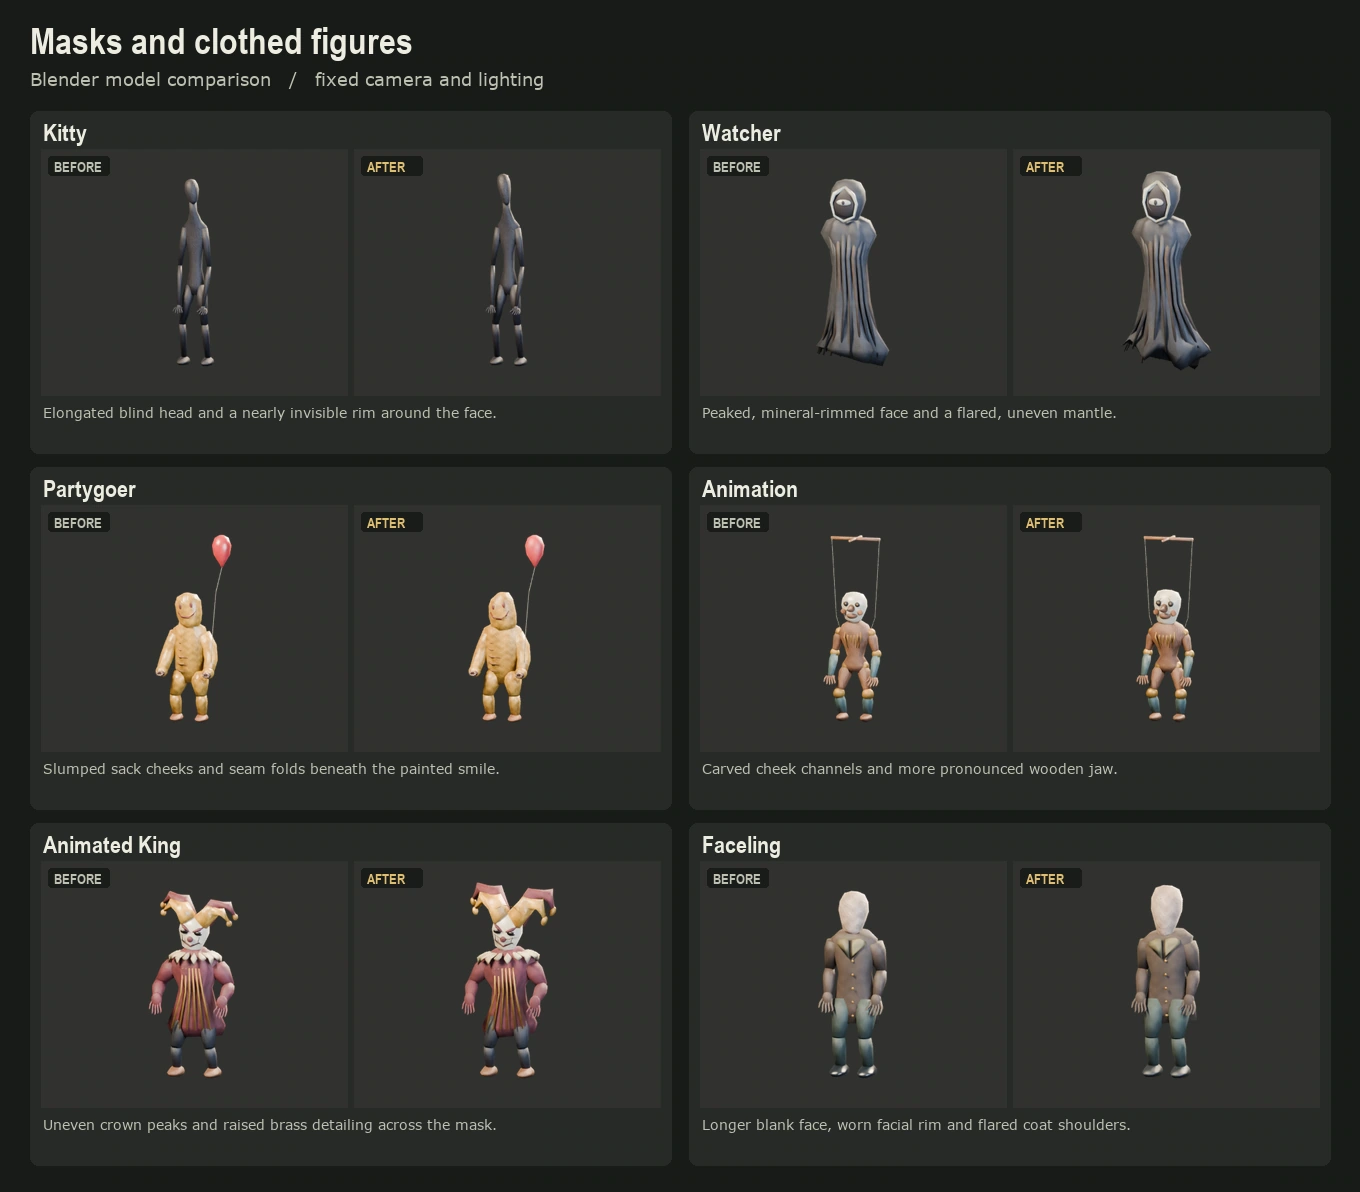 Masks and clothed figures
Blender model comparison / fixed camera and lighting
Kitty
BEFORE
AFTER
Elongated blind head and a nearly invisible rim around the face.
Watcher
BEFORE
AFTER
Peaked, mineral-rimmed face and a flared, uneven mantle.
Partygoer
BEFORE
AFTER
Slumped sack cheeks and seam folds beneath the painted smile.
Animation
BEFORE
AFTER
Carved cheek channels and more pronounced wooden jaw.
Animated King
BEFORE
AFTER
Uneven crown peaks and raised brass detailing across the mask.
Faceling
BEFORE
AFTER
Longer blank face, worn facial rim and flared coat shoulders.